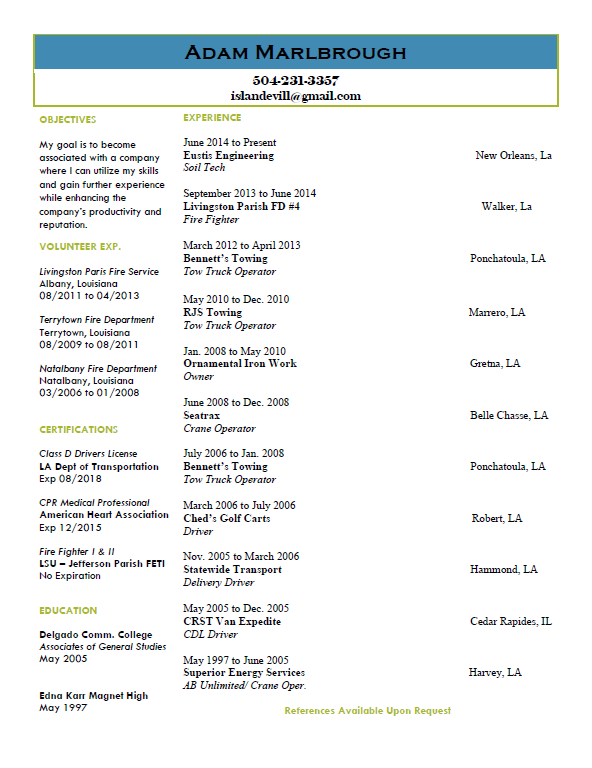 ADAM MARLBROUGH
504-231-3357
islandevill@gmail.com
OBJECTIVES
My goal is to become
associated with a company
where I can utilize my skills
and gain further experience
while enhancing the
company's productivity and
reputation.
VOLUNTEER EXP.
Livingston Paris Fire Service
Albany, Louisiana
08/2011 to 04/2013
Terrytown Fire Department
Terrytown, Louisiana
08/2009 to 08/2011
Natalbany Fire Department
Natalbany, Louisiana
03/2006 to 01/2008
CERTIFICATIONS
Class D Drivers License
LA Dept of Transportation
Exp 08/2018
CPR Medical Professional
American Heart Association
Exp 12/2015
Fire Fighter I & II
LSU – Jefferson Parish FETI
No Expiration
EDUCATION
Delgado Comm. College
Associates of General Studies
May 2005
Edna Karr Magnet High
May 1997
EXPERIENCE
June 2014 to Present
Eustis Engineering New Orleans, La
Soil Tech
September 2013 to June 2014
Livingston Parish FD #4 Walker, La
Fire Fighter
March 2012 to April 2013
Bennett's Towing Ponchatoula, LA
Tow Truck Operator
May 2010 to Dec. 2010
RJS Towing Marrero, LA
Tow Truck Operator
Jan. 2008 to May 2010
Ornamental Iron Work Gretna, LA
Owner
June 2008 to Dec. 2008
Seatrax Belle Chasse, LA
Crane Operator
July 2006 to Jan. 2008
Bennett's Towing Ponchatoula, LA
Tow Truck Operator
March 2006 to July 2006
Ched's Golf Carts Robert, LA
Driver
Nov. 2005 to March 2006
Statewide Transport Hammond, LA
Delivery Driver
May 2005 to Dec. 2005
CRST Van Expedite Cedar Rapides, IL
CDL Driver
May 1997 to June 2005
Superior Energy Services Harvey, LA
AB Unlimited/ Crane Oper.
References Available Upon Request